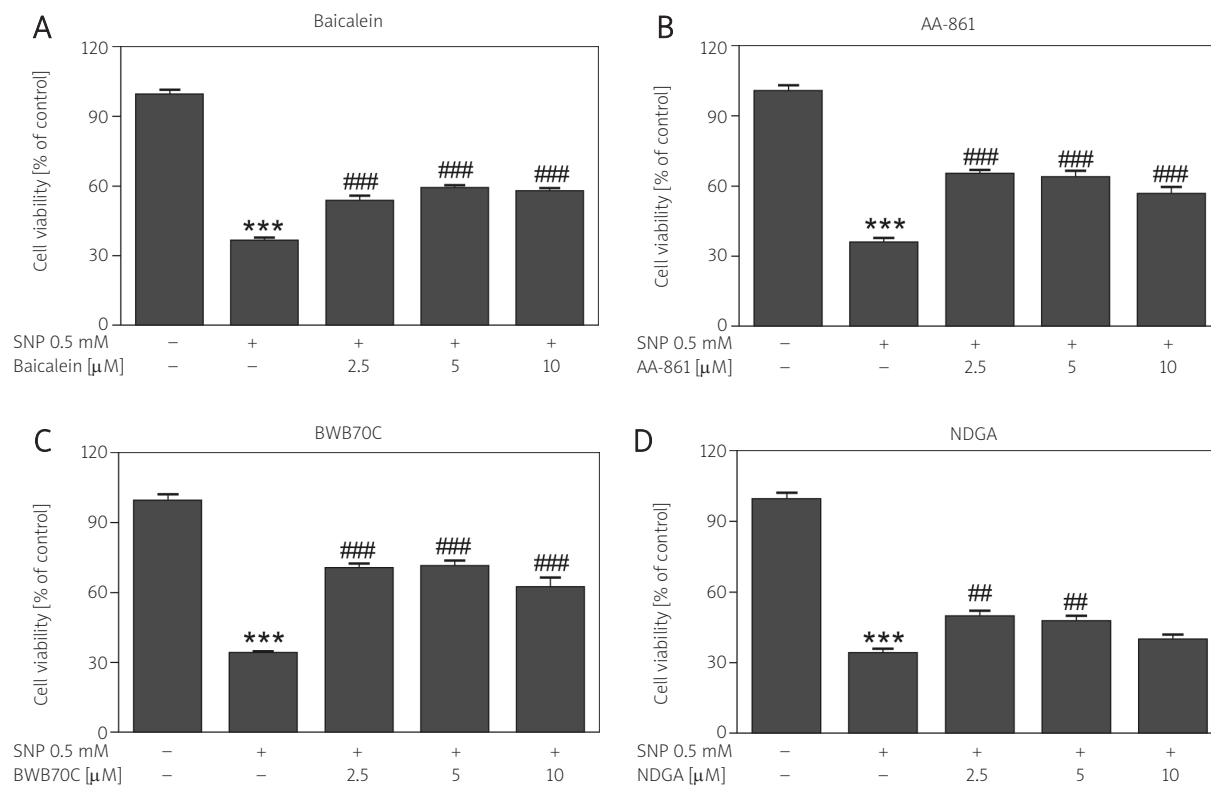 A
Baicalein
Cell viability [% of control]
120
90
60
30
0
***
###
###
###
SNP 0.5 mM – + + + +
Baicalein [μM] – – 2.5 5 10
B
AA-861
Cell viability [% of control]
120
90
60
30
0
***
###
###
###
SNP 0.5 mM – + + + +
AA-861 [μM] – – 2.5 5 10
C
BWB70C
Cell viability [% of control]
120
90
60
30
0
***
###
###
###
SNP 0.5 mM – + + + +
BWB70C [μM] – – 2.5 5 10
D
NDGA
Cell viability [% of control]
120
90
60
30
0
***
##
##
SNP 0.5 mM – + + + +
NDGA [μM] – – 2.5 5 10